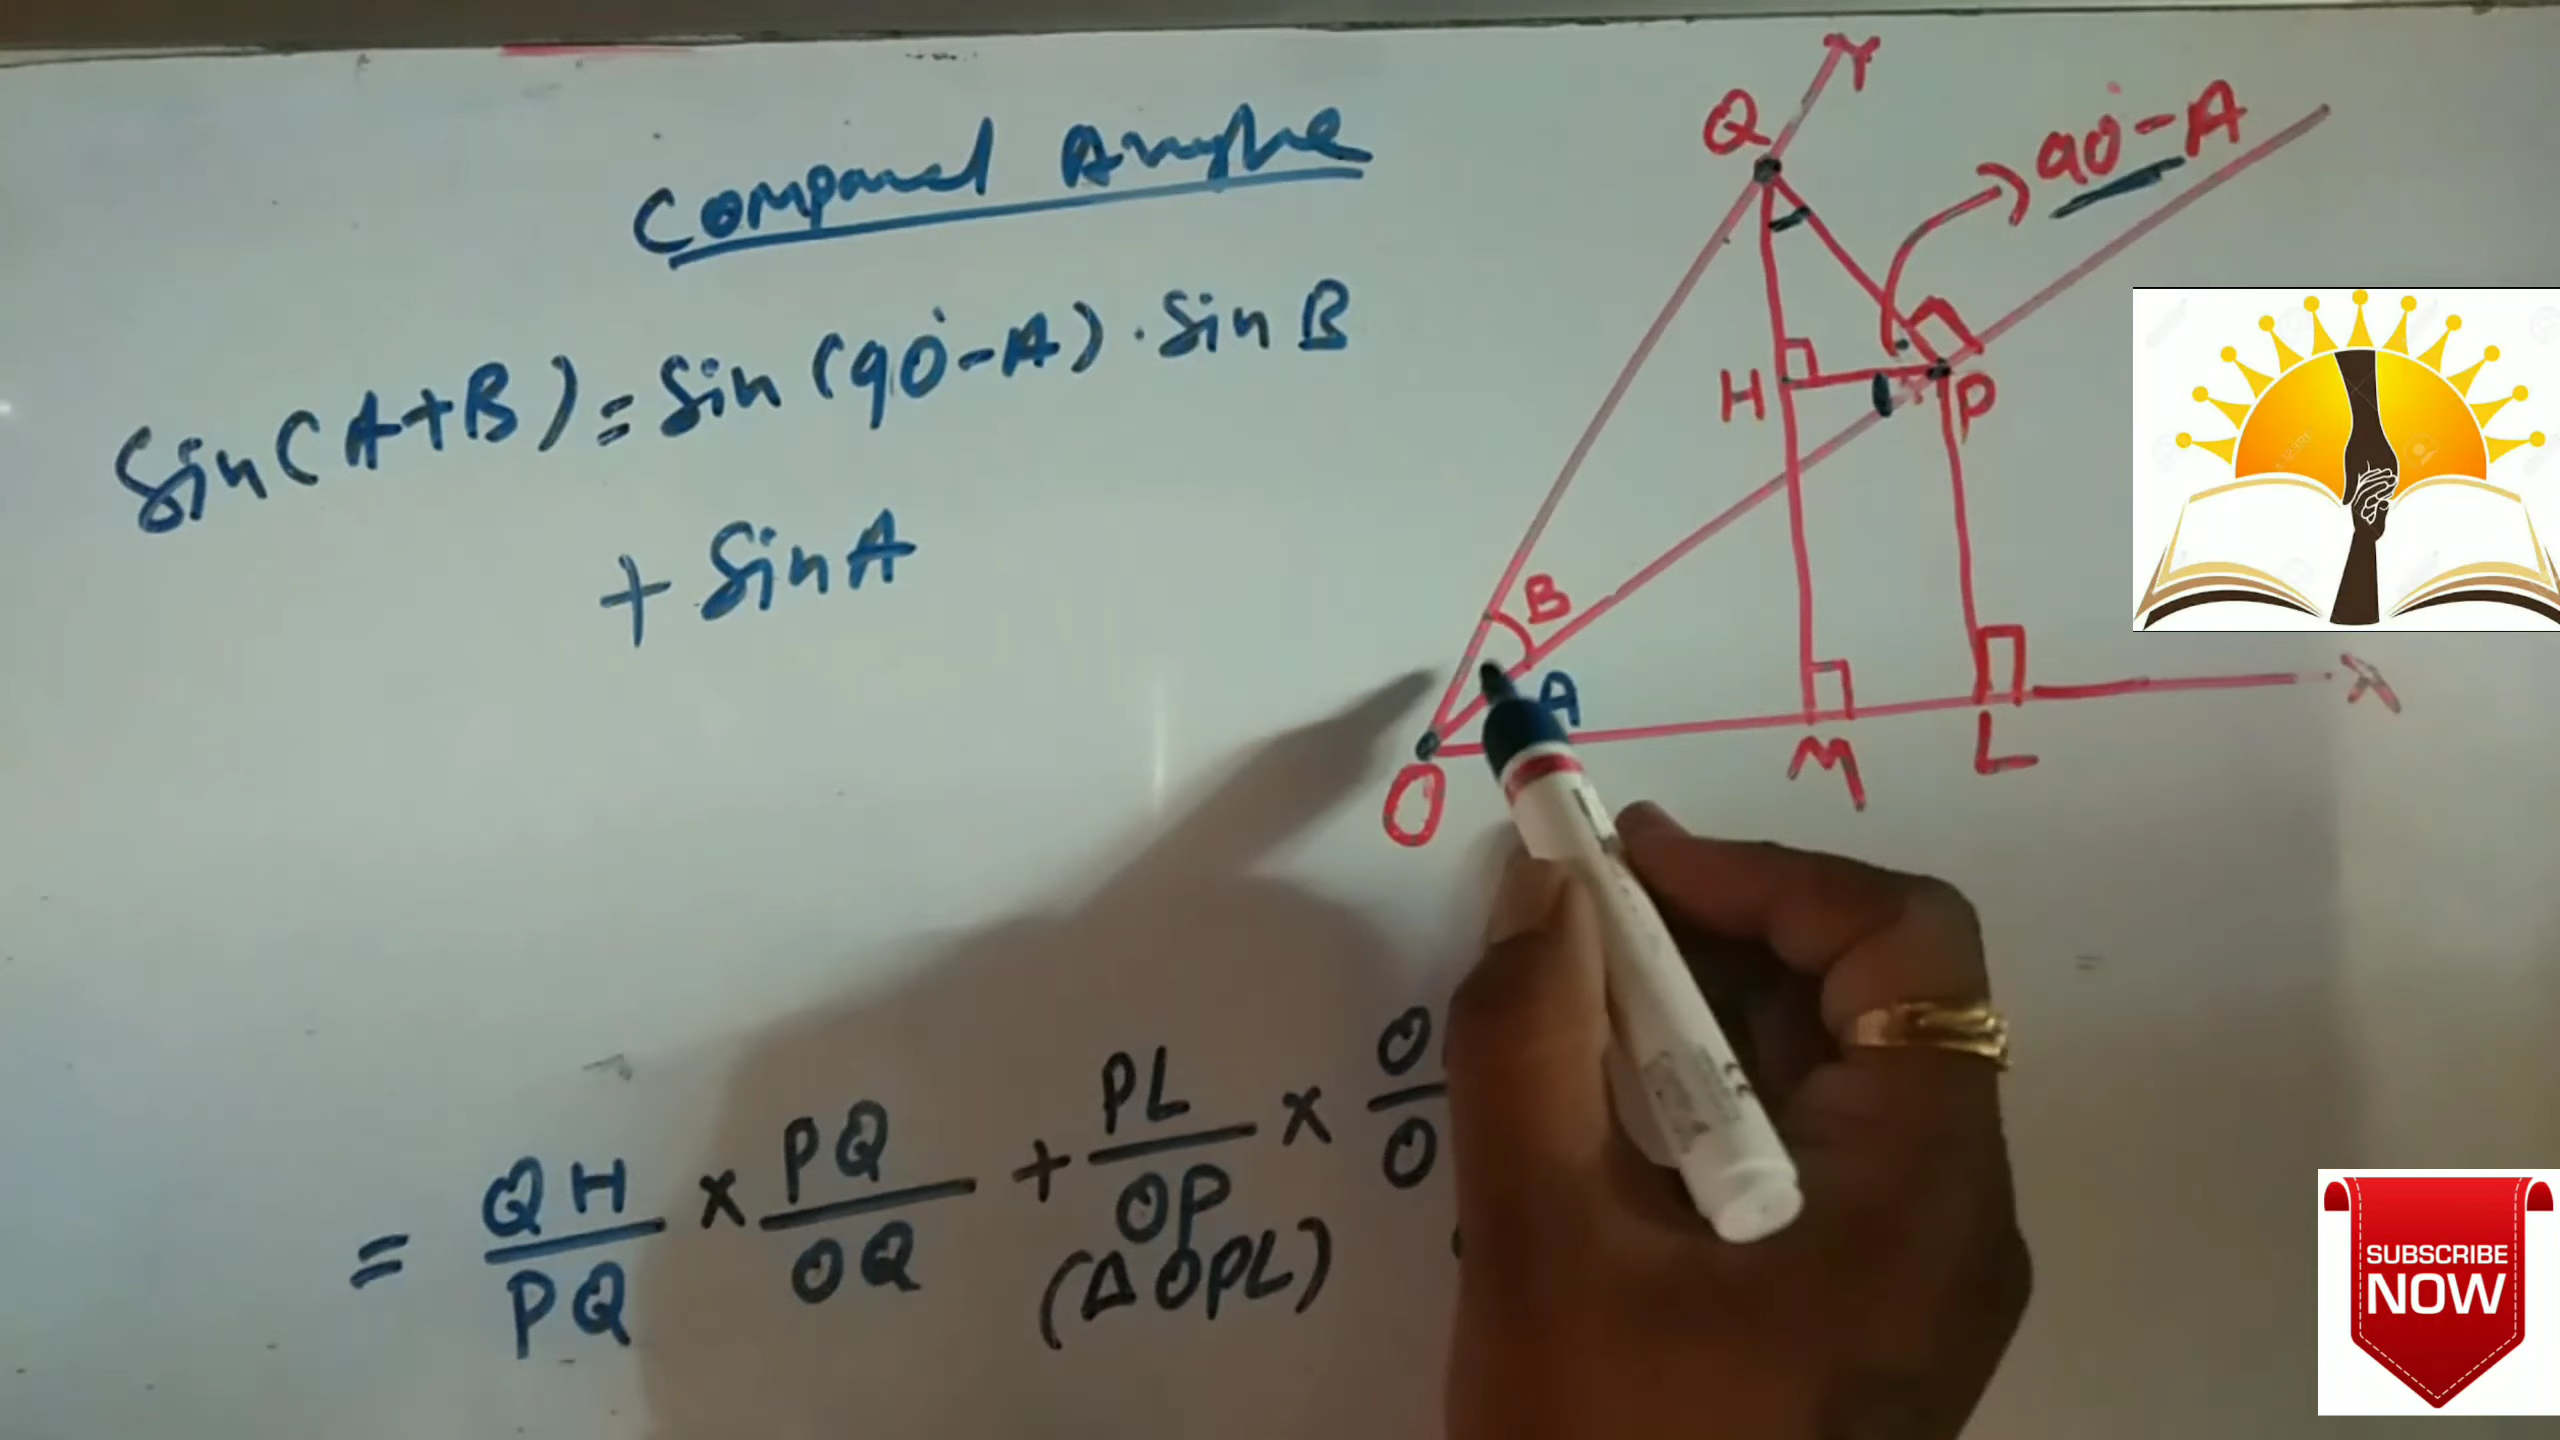 Compound Angle
Sin(A+B) = Sin(90°-A) · Sin B
+ Sin A
= QH/PQ × PQ/OQ + PL/OP × O/O
(ΔOPL)
Y
Q
90°-A
H
P
B
A
O
M
L
X
SUBSCRIBE
NOW